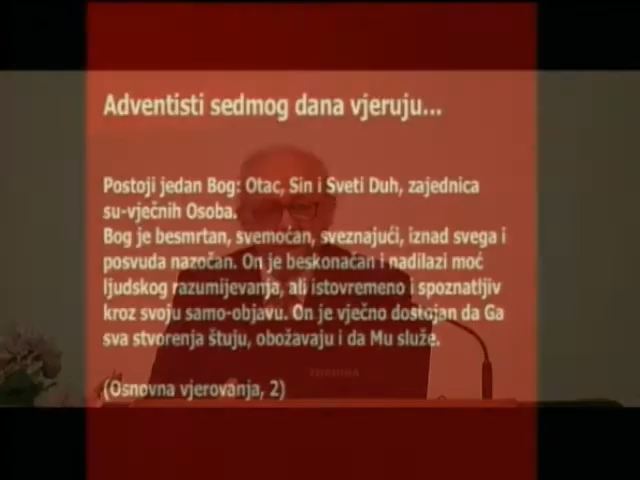 Adventisti sedmog dana vjeruju...
Postoji jedan Bog: Otac, Sin i Sveti Duh, zajednica
su-vječnih Osoba.
Bog je besmrtan, svemoćan, sveznajući, iznad svega i
posvuda nazočan. On je beskonačan i nadilazi moć
ljudskog razumijevanja, ali istovremeno i spoznatljiv
kroz svoju samo-objavu. On je vječno dostojan da Ga
sva stvorenja štuju, obožavaju i da Mu služe.
TOSHIBA
(Osnovna vjerovanja, 2)